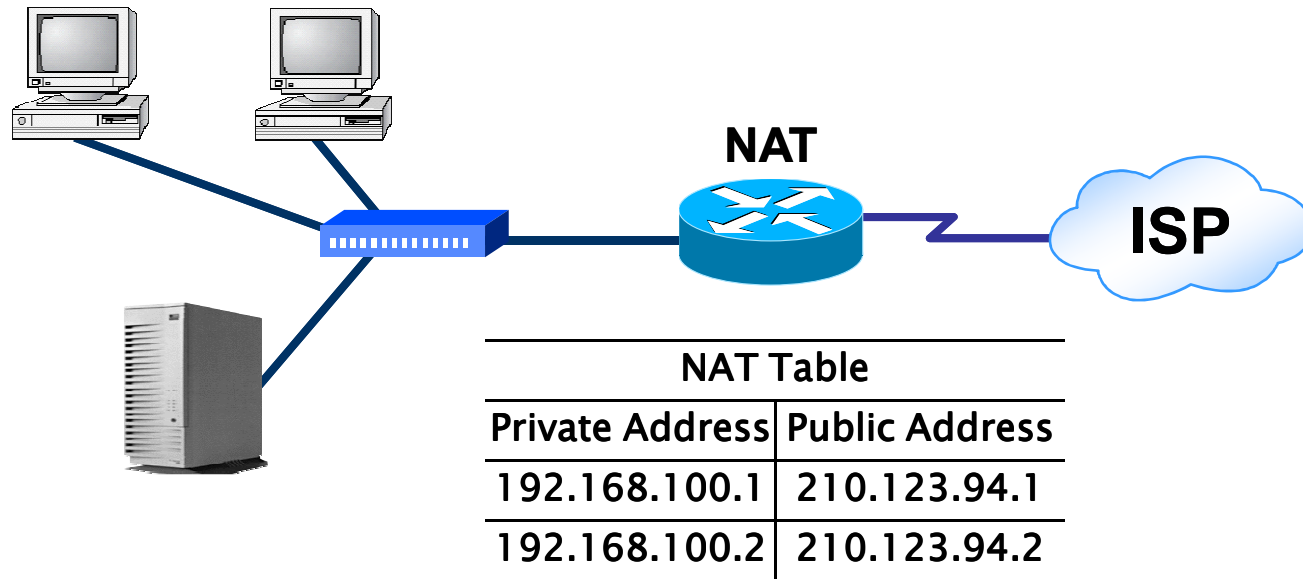 NAT
ISP
NAT Table
Private Address Public Address
192.168.100.1 210.123.94.1
192.168.100.2 210.123.94.2